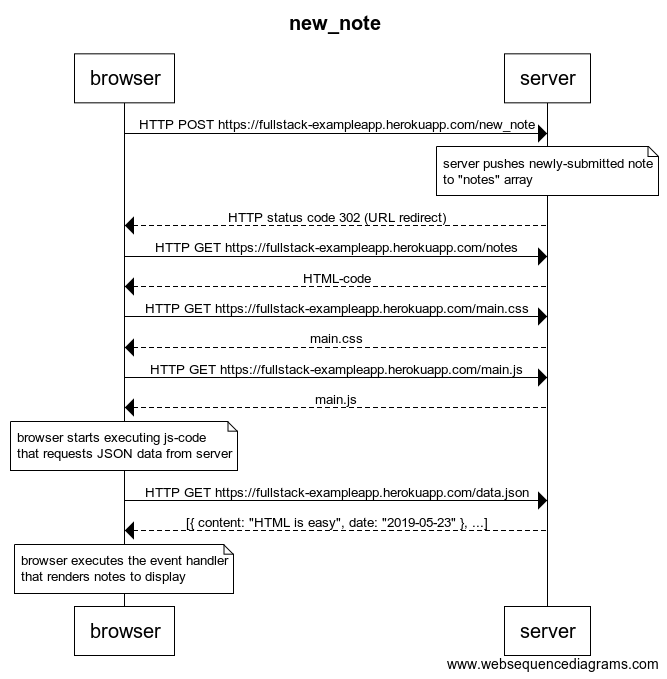 new_note
browser
server
HTTP POST https://fullstack-exampleapp.herokuapp.com/new_note
server pushes newly-submitted note
to "notes" array
HTTP status code 302 (URL redirect)
HTTP GET https://fullstack-exampleapp.herokuapp.com/notes
HTML-code
HTTP GET https://fullstack-exampleapp.herokuapp.com/main.css
main.css
HTTP GET https://fullstack-exampleapp.herokuapp.com/main.js
main.js
browser starts executing js-code
that requests JSON data from server
HTTP GET https://fullstack-exampleapp.herokuapp.com/data.json
[{ content: "HTML is easy", date: "2019-05-23" }, ...]
browser executes the event handler
that renders notes to display
browser
server
www.websequencediagrams.com